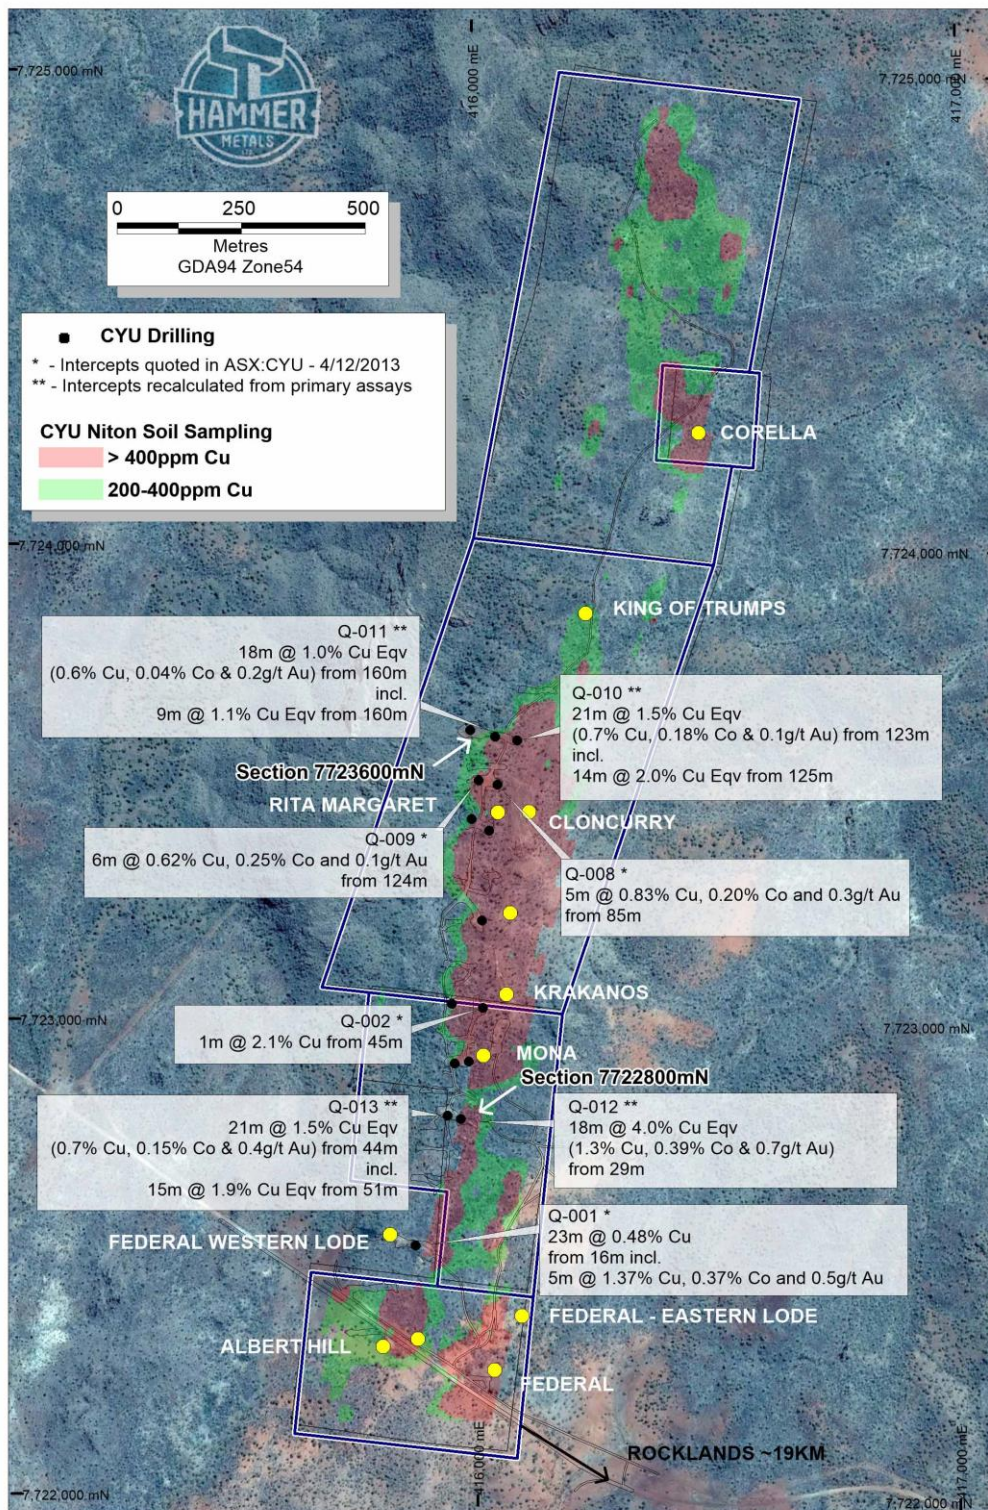 416,000 mE
417,000 mE
7,725,000 mN
7,725,000 mN
HAMMER
METALS
0 250 500
Metres
GDA94 Zone54
CYU Drilling
* - Intercepts quoted in ASX:CYU - 4/12/2013
** - Intercepts recalculated from primary assays
CYU Niton Soil Sampling
> 400ppm Cu
200-400ppm Cu
CORELLA
7,724,000 mN
7,724,000 mN
KING OF TRUMPS
Q-011 **
18m @ 1.0% Cu Eqv
(0.6% Cu, 0.04% Co & 0.2g/t Au) from 160m
incl.
9m @ 1.1% Cu Eqv from 160m
Q-010 **
21m @ 1.5% Cu Eqv
(0.7% Cu, 0.18% Co & 0.1g/t Au) from 123m
incl.
14m @ 2.0% Cu Eqv from 125m
Section 7723600mN
RITA MARGARET
CLONCURRY
Q-009 *
6m @ 0.62% Cu, 0.25% Co and 0.1g/t Au
from 124m
Q-008 *
5m @ 0.83% Cu, 0.20% Co and 0.3g/t Au
from 85m
KRAKANOS
7,723,000 mN
7,723,000 mN
Q-002 *
1m @ 2.1% Cu from 45m
MONA
Section 7722800mN
Q-013 **
21m @ 1.5% Cu Eqv
(0.7% Cu, 0.15% Co & 0.4g/t Au) from 44m
incl.
15m @ 1.9% Cu Eqv from 51m
Q-012 **
18m @ 4.0% Cu Eqv
(1.3% Cu, 0.39% Co & 0.7g/t Au)
from 29m
Q-001 *
23m @ 0.48% Cu
from 16m incl.
5m @ 1.37% Cu, 0.37% Co and 0.5g/t Au
FEDERAL WESTERN LODE
FEDERAL - EASTERN LODE
ALBERT HILL
FEDERAL
ROCKLANDS ~19KM
416,000 mE
417,000 mE
7,722,000 mN
7,722,000 mN